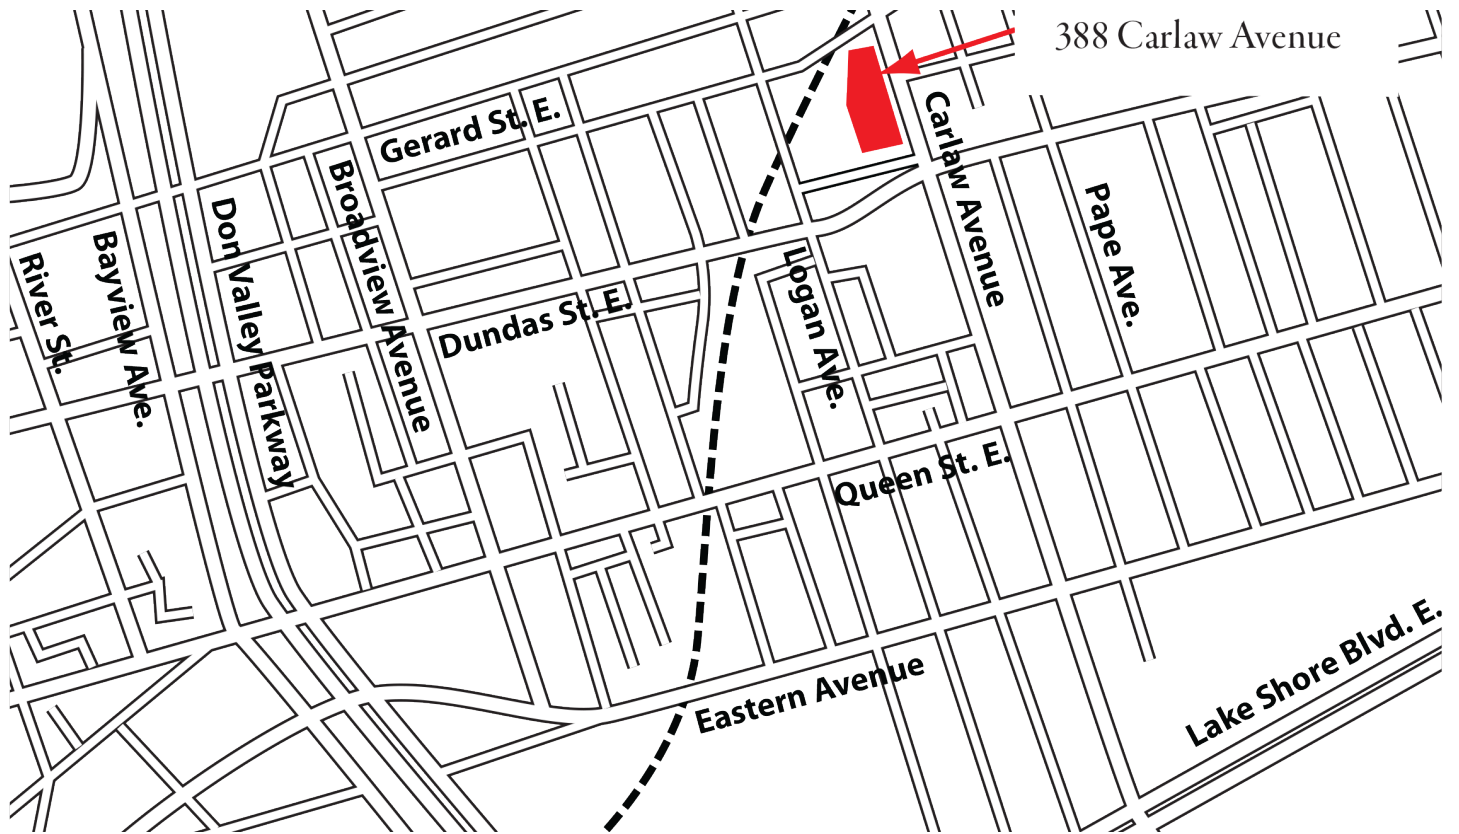 388 Carlaw Avenue
Gerard St. E.
Carlaw Avenue
Broadview Avenue
Pape Ave.
Don Valley Parkway
Bayview Ave.
River St.
Logan Ave.
Dundas St. E.
Queen St. E.
Eastern Avenue
Lake Shore Blvd. E.